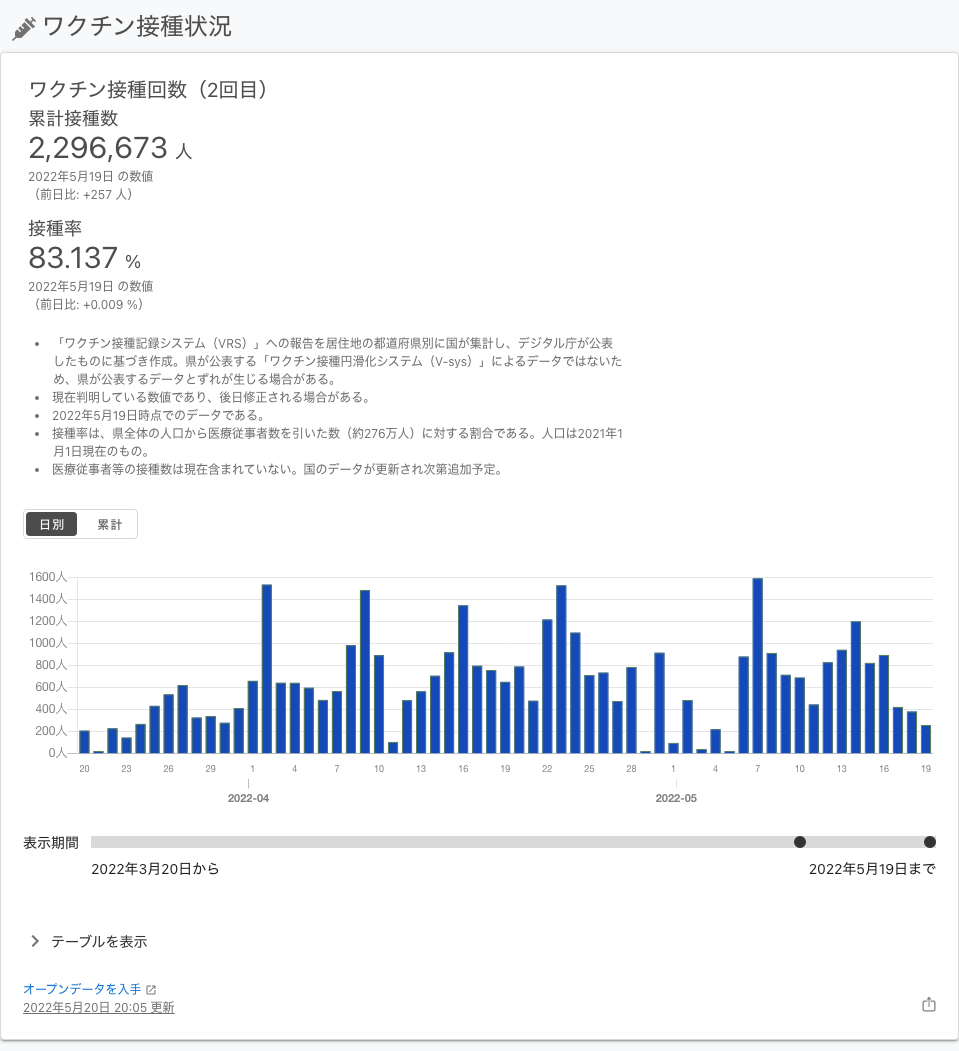 ワクチン接種状況
ワクチン接種回数（2回目）
累計接種数
2,296,673 人
2022年5月19日 の数値
（前日比: +257 人）
接種率
83.137 %
2022年5月19日 の数値
（前日比: +0.009 %）
• 「ワクチン接種記録システム（VRS）」への報告を居住地の都道府県別に国が集計し、デジタル庁が公表
したものに基づき作成。県が公表する「ワクチン接種円滑化システム（V-sys）」によるデータではないた
め、県が公表するデータとずれが生じる場合がある。
• 現在判明している数値であり、後日修正される場合がある。
• 2022年5月19日時点でのデータである。
• 接種率は、県全体の人口から医療従事者数を引いた数（約276万人）に対する割合である。人口は2021年1
月1日現在のもの。
• 医療従事者等の接種数は現在含まれていない。国のデータが更新され次第追加予定。
日別 累計
1600人
1400人
1200人
1000人
800人
600人
400人
200人
0人
20 23 26 29 1 4 7 10 13 16 19 22 25 28 1 4 7 10 13 16 19
2022-04 2022-05
表示期間
2022年3月20日から 2022年5月19日まで
テーブルを表示
オープンデータを入手
2022年5月20日 20:05 更新